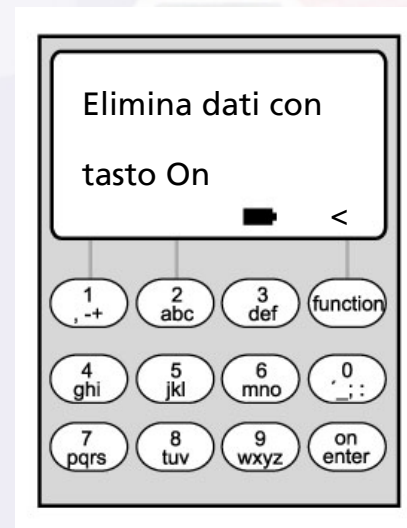 Elimina dati con
tasto On
<
1 2 3 function
, -+ abc def
4 5 6 0
ghi jkl mno ´_; :
7 8 9 on
pqrs tuv wxyz enter